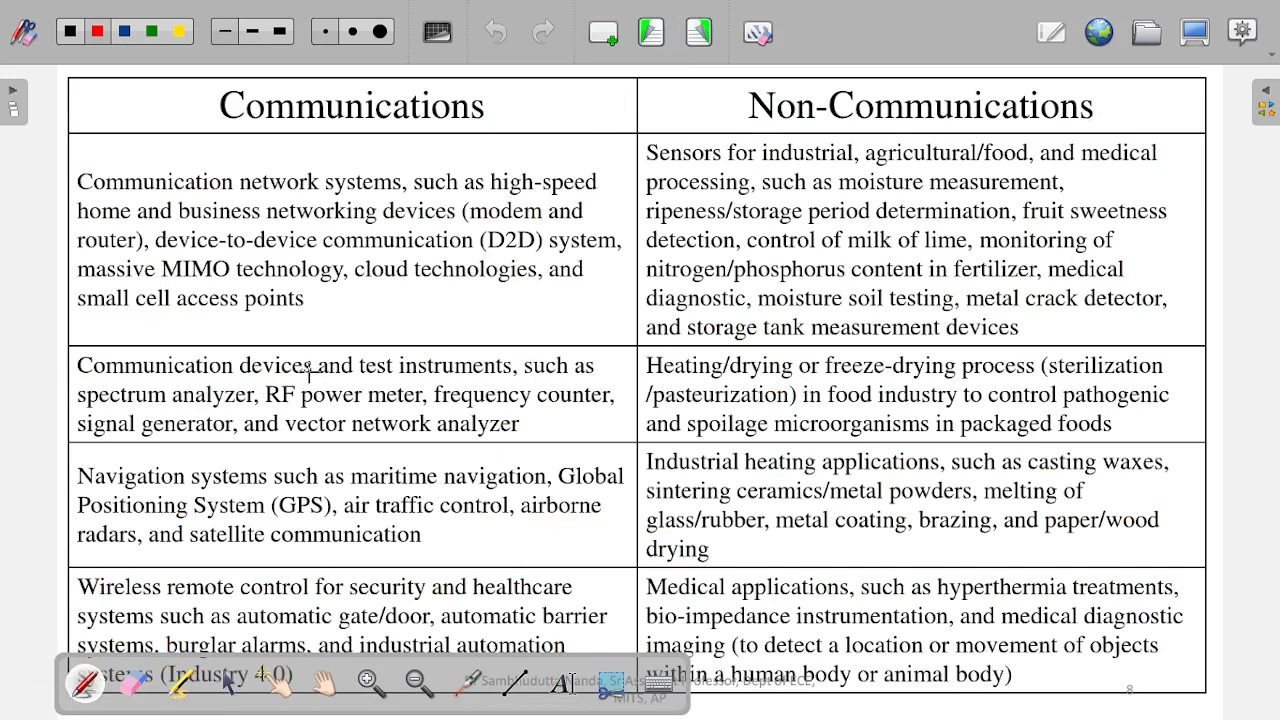 Communications
Non-Communications
Communication network systems, such as high-speed
home and business networking devices (modem and
router), device-to-device communication (D2D) system,
massive MIMO technology, cloud technologies, and
small cell access points
Sensors for industrial, agricultural/food, and medical
processing, such as moisture measurement,
ripeness/storage period determination, fruit sweetness
detection, control of milk of lime, monitoring of
nitrogen/phosphorus content in fertilizer, medical
diagnostic, moisture soil testing, metal crack detector,
and storage tank measurement devices
Communication devices and test instruments, such as
spectrum analyzer, RF power meter, frequency counter,
signal generator, and vector network analyzer
Heating/drying or freeze-drying process (sterilization
/pasteurization) in food industry to control pathogenic
and spoilage microorganisms in packaged foods
Navigation systems such as maritime navigation, Global
Positioning System (GPS), air traffic control, airborne
radars, and satellite communication
Industrial heating applications, such as casting waxes,
sintering ceramics/metal powders, melting of
glass/rubber, metal coating, brazing, and paper/wood
drying
Wireless remote control for security and healthcare
systems such as automatic gate/door, automatic barrier
systems, burglar alarms, and industrial automation
systems (Industry 4.0)
Medical applications, such as hyperthermia treatments,
bio-impedance instrumentation, and medical diagnostic
imaging (to detect a location or movement of objects
within a human body or animal body)
Professor, Dept of ECE,
MITS, AP
8